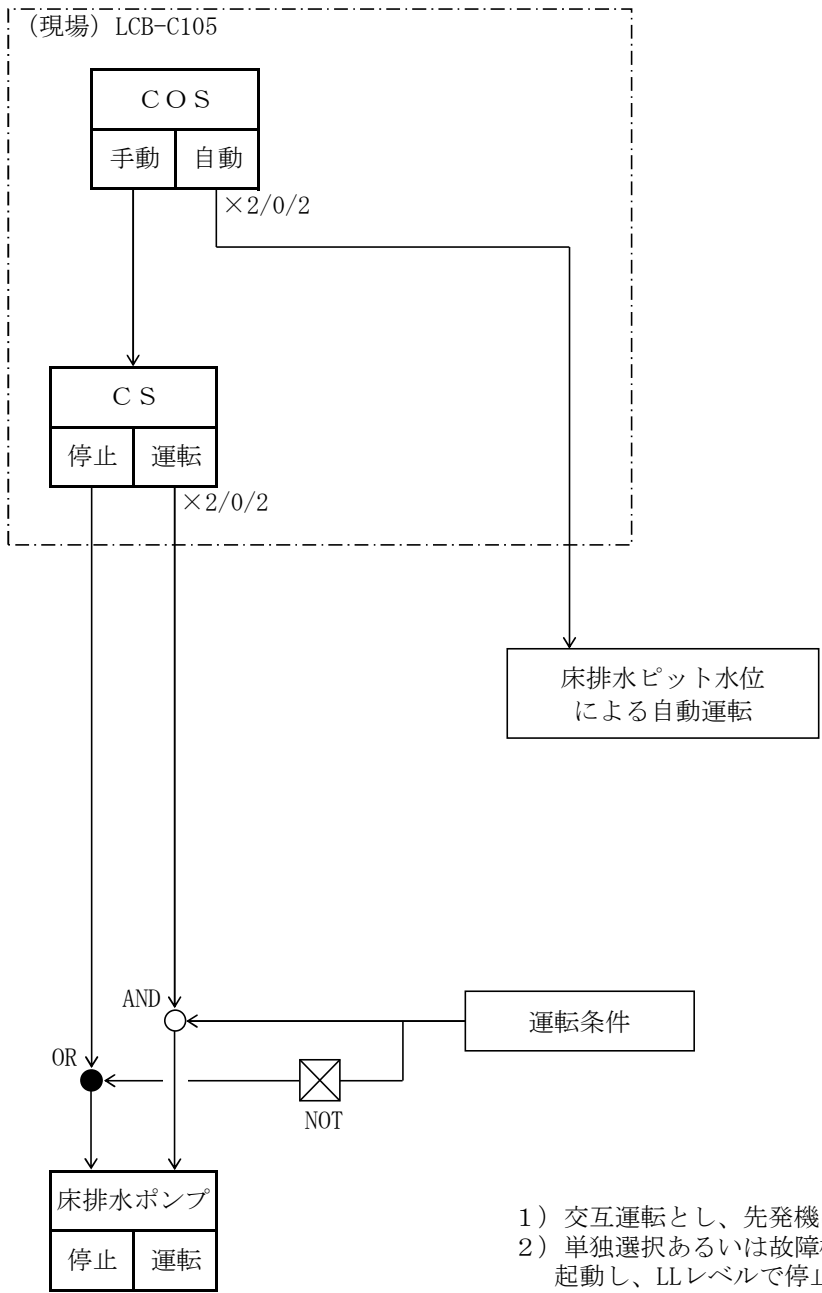 （現場）LCB-C105
ＣＯＳ
手動 自動
×2/0/2
ＣＳ
停止 運転
×2/0/2
床排水ピット水位
による自動運転
AND
運転条件
OR
NOT
床排水ポンプ
停止 運転
１）交互運転とし、先発機
２）単独選択あるいは故障
起動し、LLレベルで停止